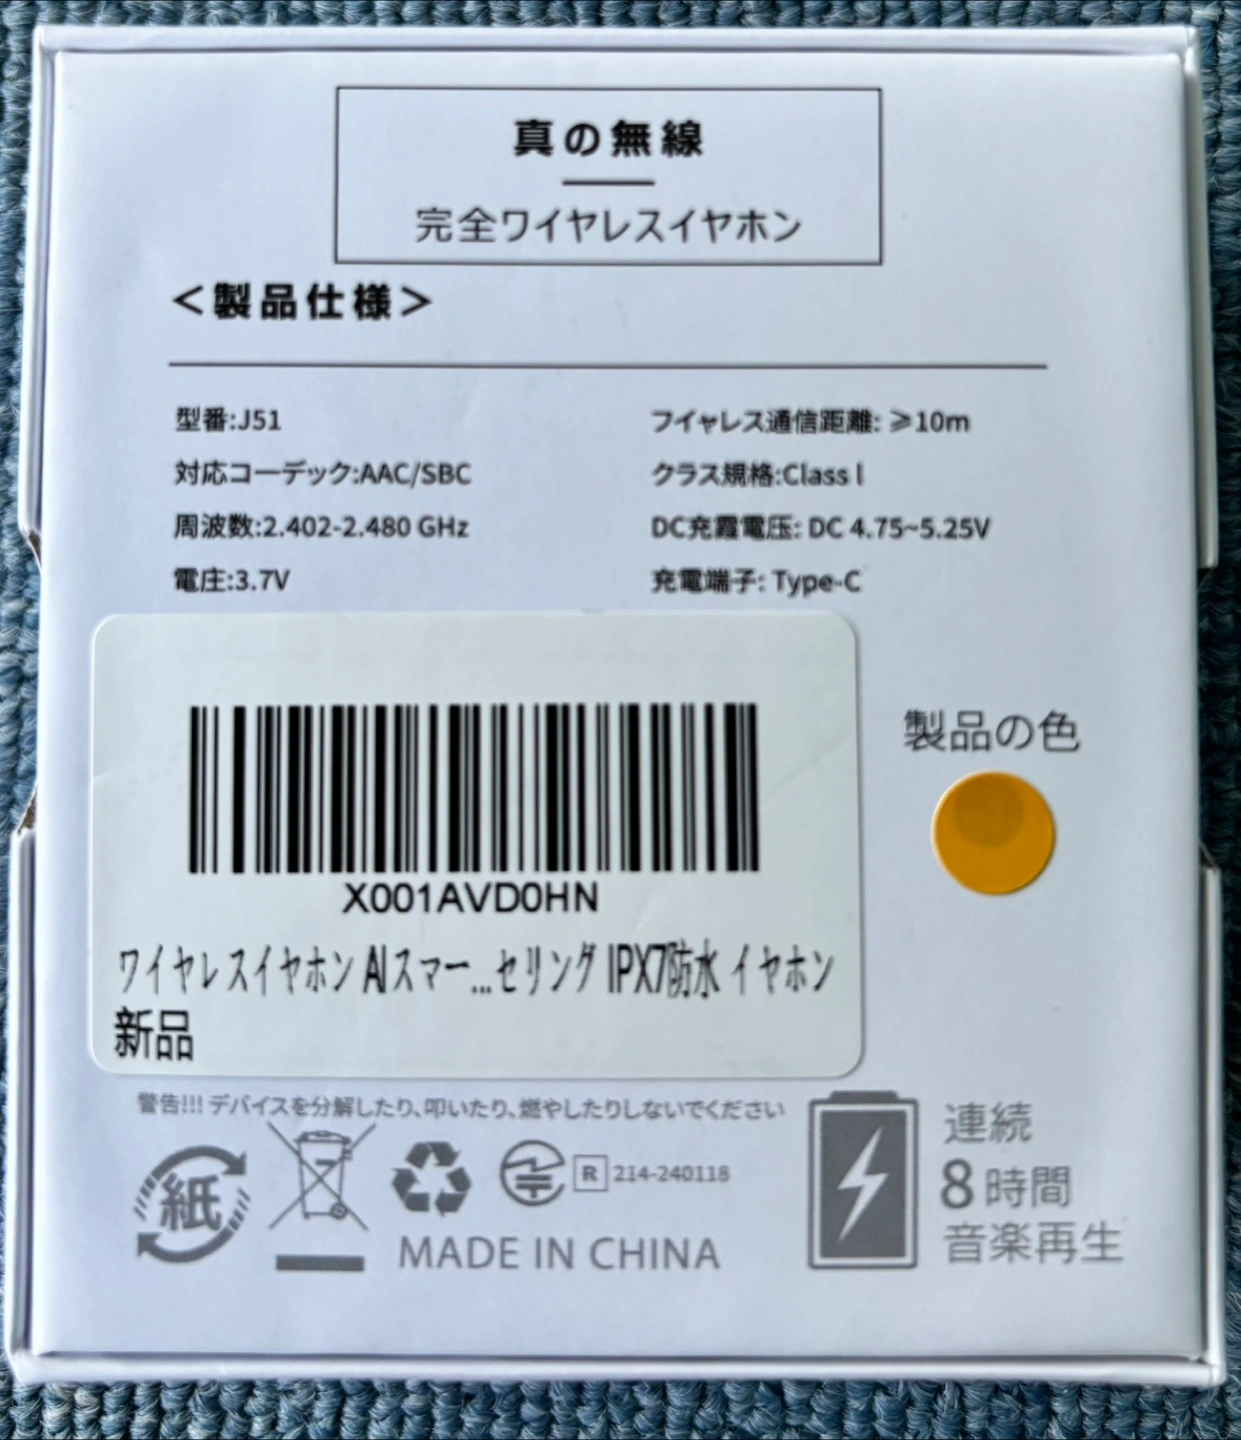 真の無線
完全ワイヤレスイヤホン
＜製品仕様＞
型番:J51
フイャレス通信距離: ≥10m
対応コーデック:AAC/SBC
クラス規格:Class l
周波数:2.402-2.480 GHz
DC充霞電圧: DC 4.75~5.25V
電庄:3.7V
充電端子: Type-C
X001AVD0HN
ワイヤレスイヤホン AIスマー...セリング IPX7防水 イヤホン
新品
製品の色
警告!!! デバイスを分解したり、叩いたり、燃やしたりしないでください
紙
R 214-240118
MADE IN CHINA
連続
8時間
音楽再生